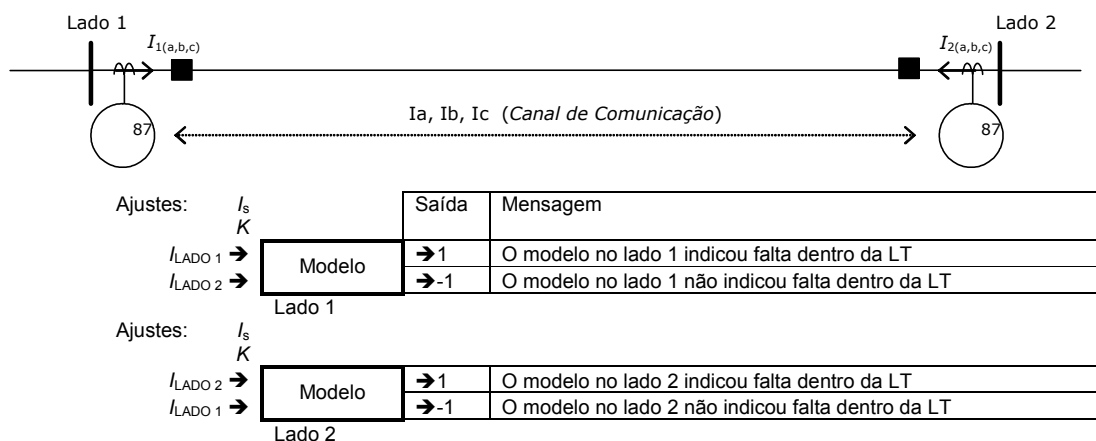 Lado 1
Lado 2
I1(a,b,c)
I2(a,b,c)
87
Ia, Ib, Ic (Canal de Comunicação)
87
Ajustes: Is
K
Saída Mensagem
ILADO 1 ➔ Modelo ➔1 O modelo no lado 1 indicou falta dentro da LT
ILADO 2 ➔ ➔-1 O modelo no lado 1 não indicou falta dentro da LT
Lado 1
Ajustes: Is
K
ILADO 2 ➔ Modelo ➔1 O modelo no lado 2 indicou falta dentro da LT
ILADO 1 ➔ ➔-1 O modelo no lado 2 não indicou falta dentro da LT
Lado 2